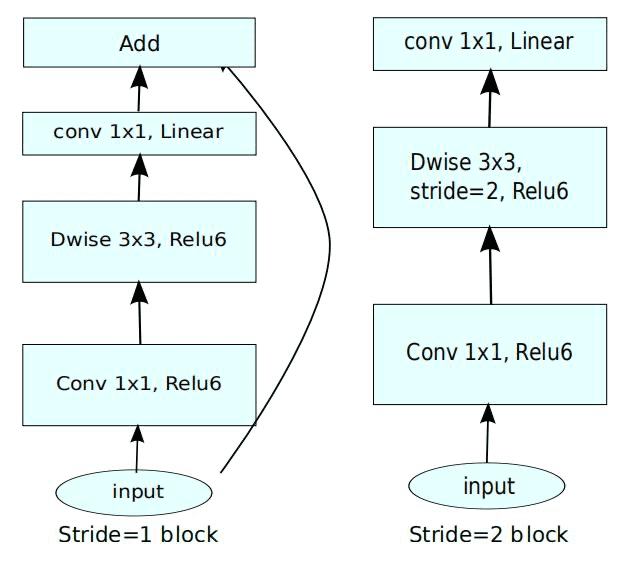 Add
conv 1x1, Linear
Dwise 3x3, Relu6
Conv 1x1, Relu6
input
Stride=1 block
conv 1x1, Linear
Dwise 3x3,
stride=2, Relu6
Conv 1x1, Relu6
input
Stride=2 block